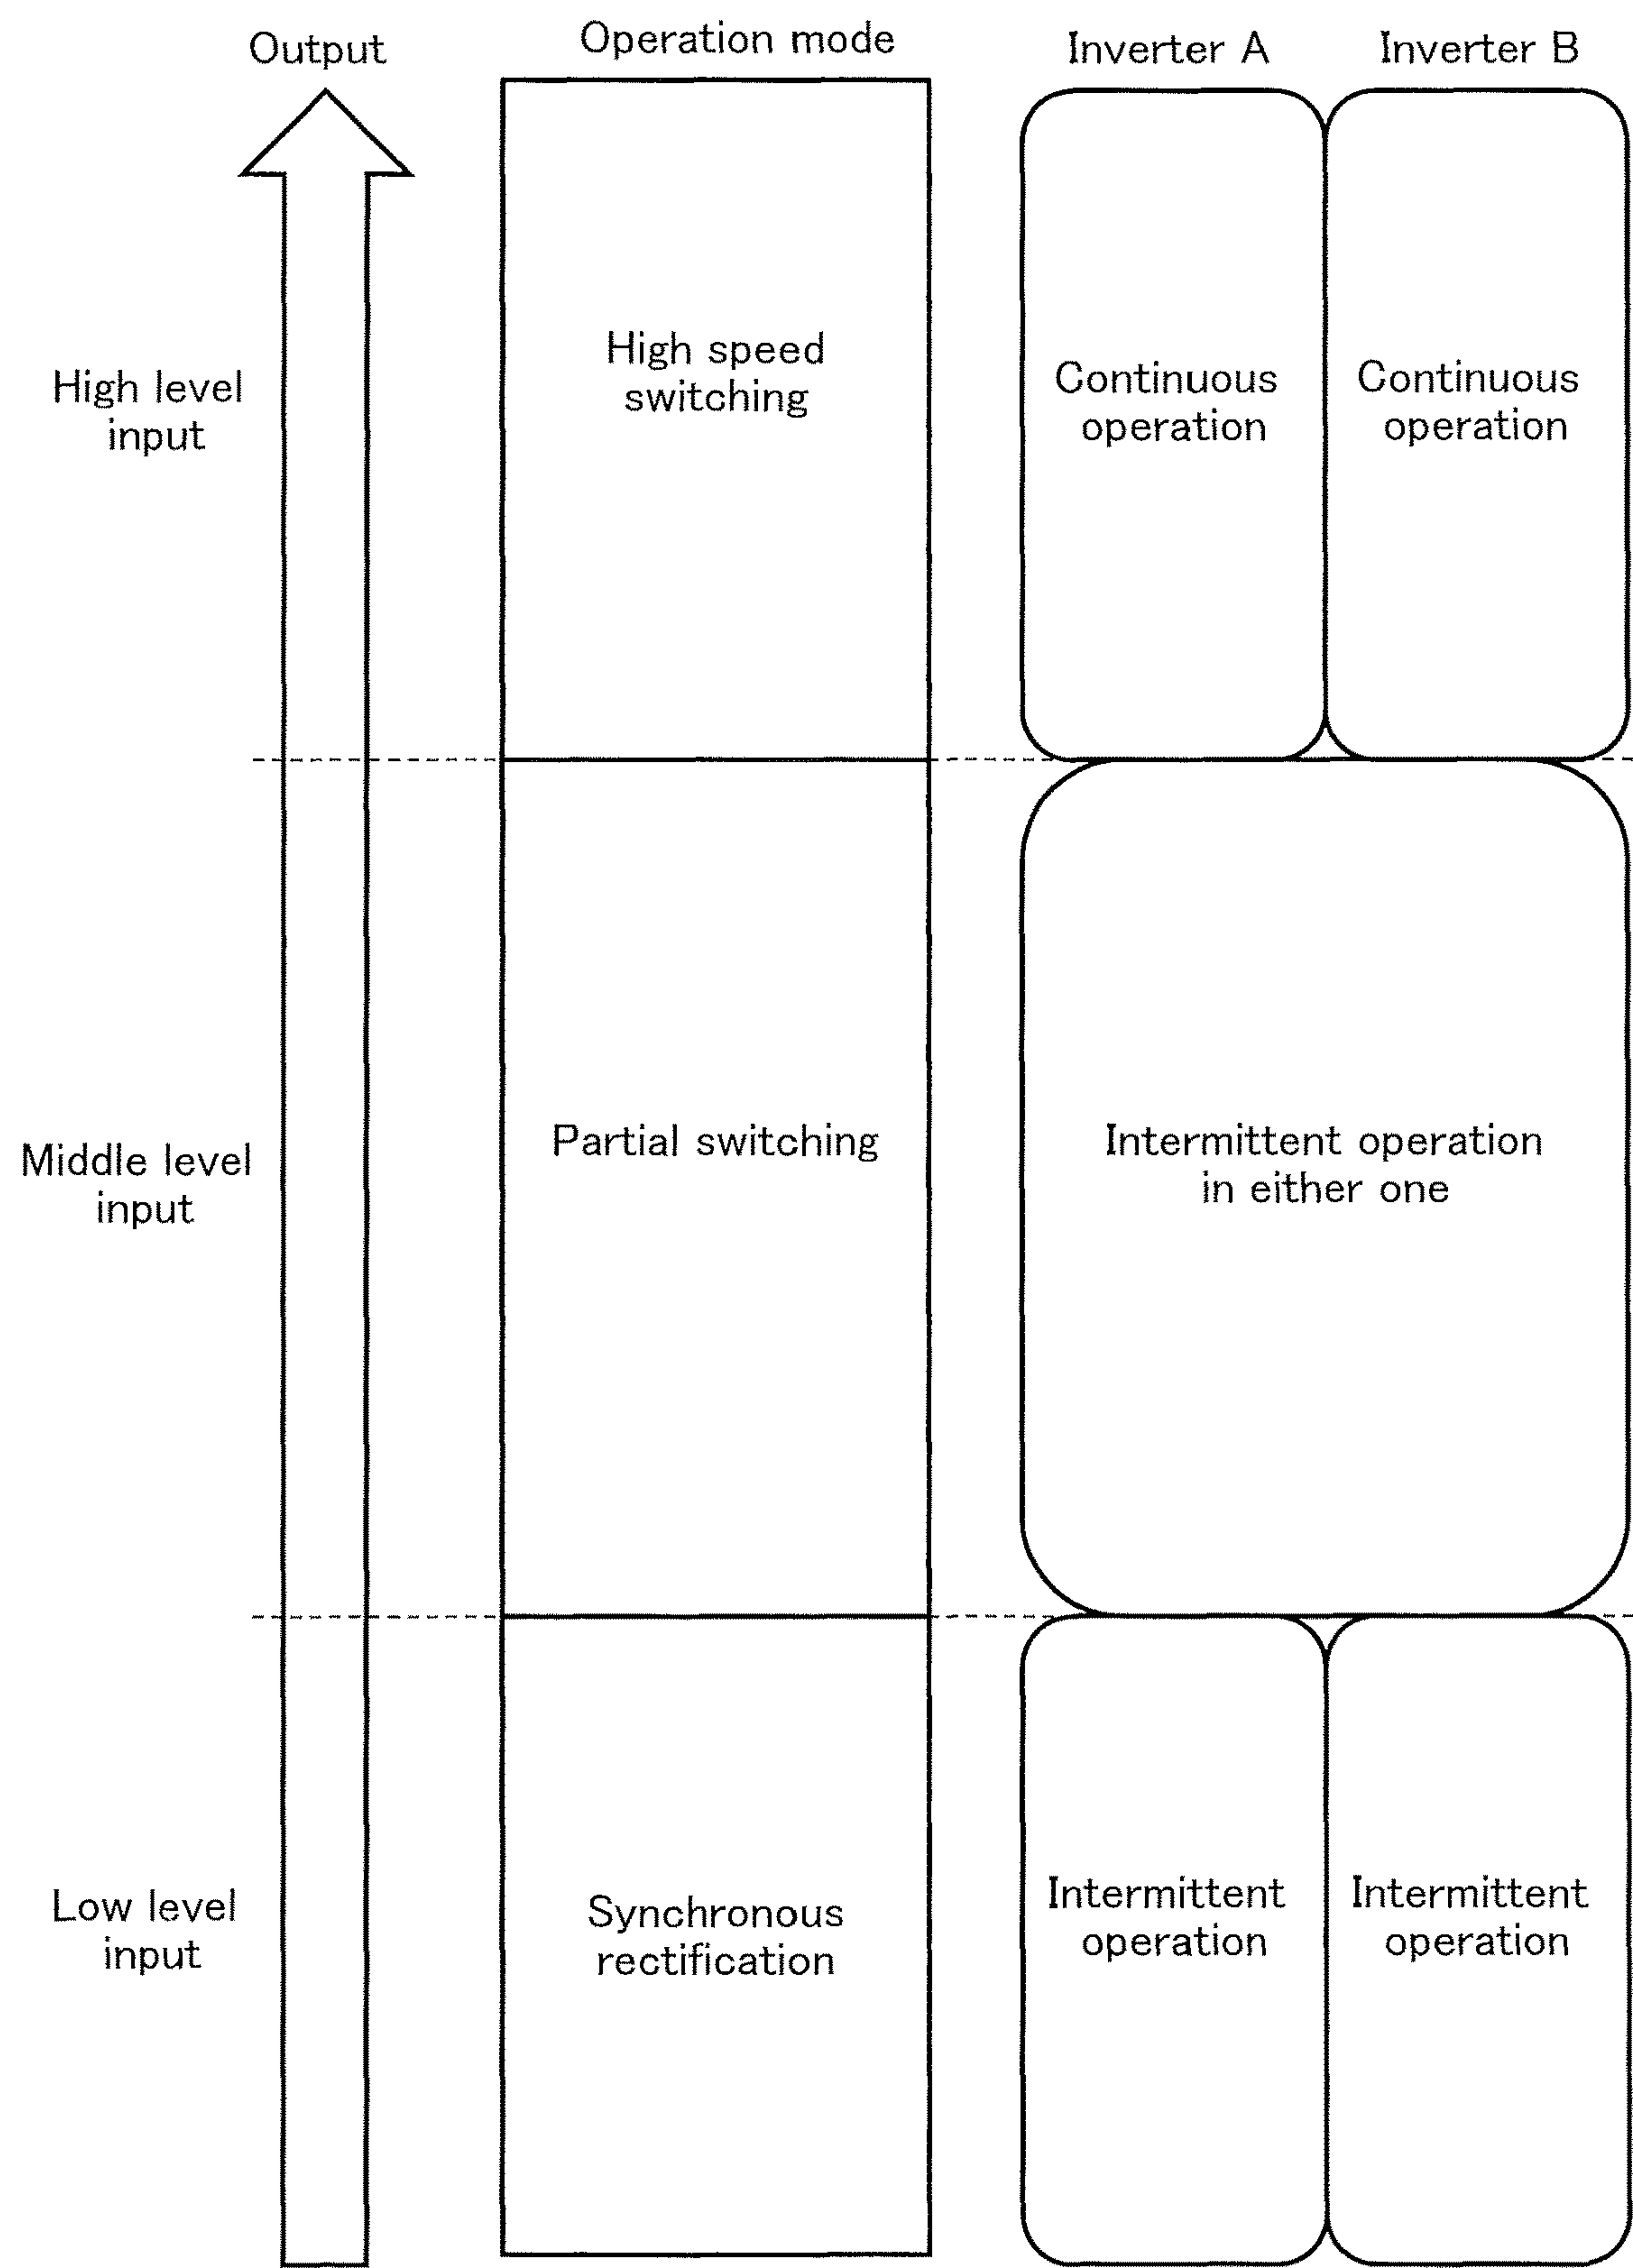 Output
Operation mode
Inverter A
Inverter B
High level
input
High speed
switching
Continuous
operation
Continuous
operation
Middle level
input
Partial switching
Intermittent operation
in either one
Low level
input
Synchronous
rectification
Intermittent
operation
Intermittent
operation